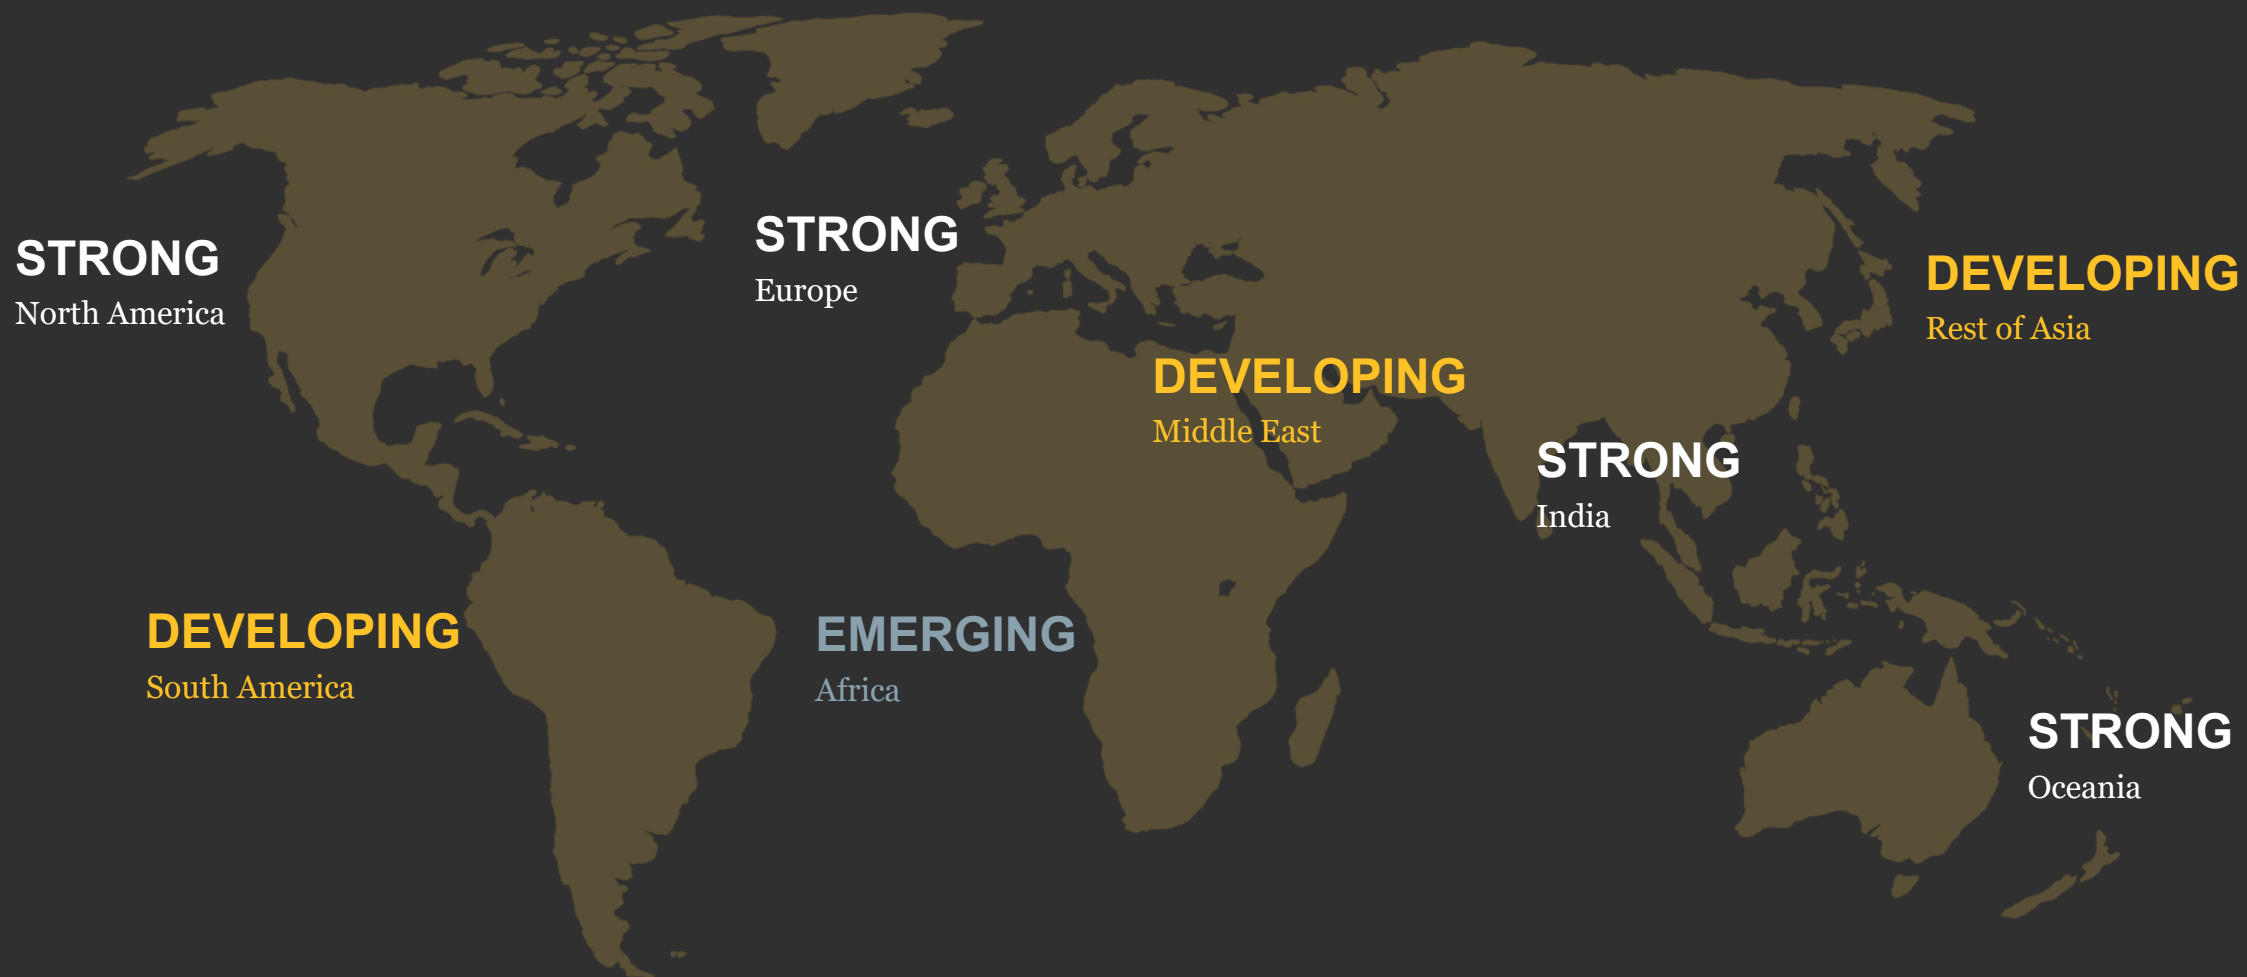 STRONG
North America
STRONG
Europe
DEVELOPING
Rest of Asia
DEVELOPING
Middle East
STRONG
India
DEVELOPING
South America
EMERGING
Africa
STRONG
Oceania